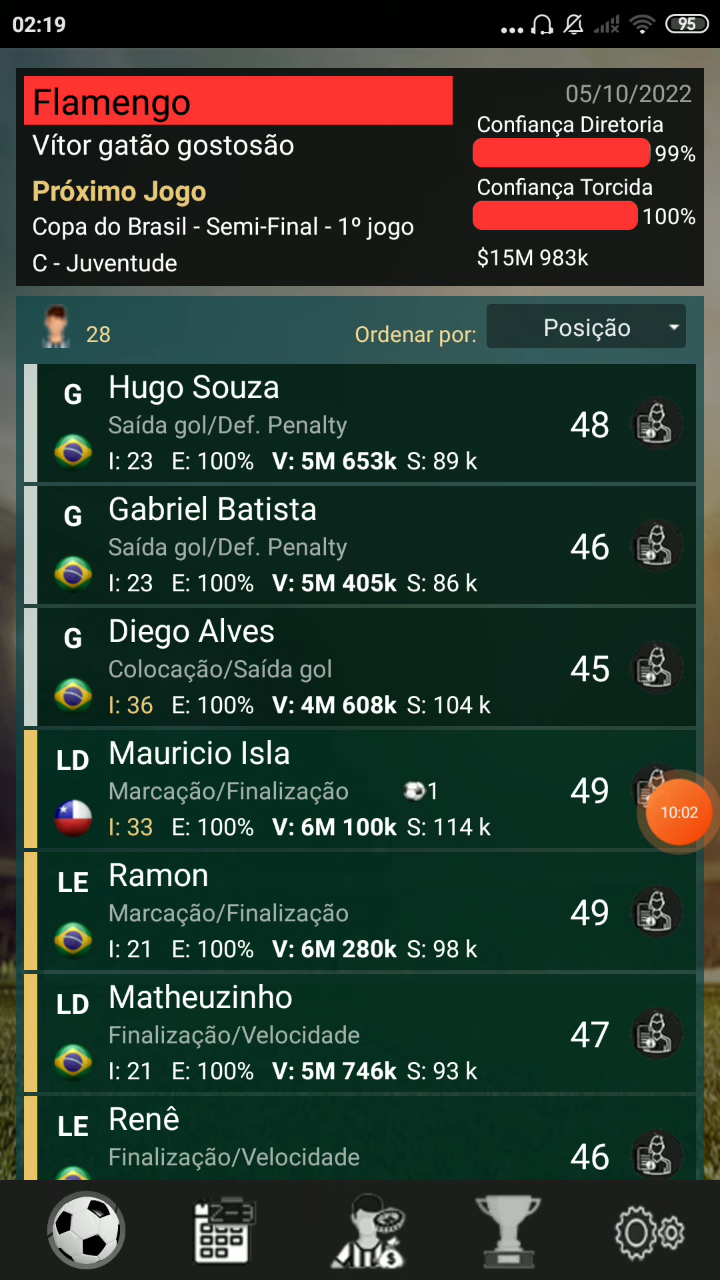 02:19
95
Flamengo
05/10/2022
Vítor gatão gostosão
Confiança Diretoria
99%
Próximo Jogo
Confiança Torcida
100%
Copa do Brasil - Semi-Final - 1º jogo
C - Juventude
$15M 983k
28
Ordenar por:
Posição
G
Hugo Souza
Saída gol/Def. Penalty
48
I: 23 E: 100% V: 5M 653k S: 89 k
G
Gabriel Batista
Saída gol/Def. Penalty
46
I: 23 E: 100% V: 5M 405k S: 86 k
G
Diego Alves
Colocação/Saída gol
45
I: 36 E: 100% V: 4M 608k S: 104 k
LD
Mauricio Isla
Marcação/Finalização
1
49
I: 33 E: 100% V: 6M 100k S: 114 k
10:02
LE
Ramon
Marcação/Finalização
49
I: 21 E: 100% V: 6M 280k S: 98 k
LD
Matheuzinho
Finalização/Velocidade
47
I: 21 E: 100% V: 5M 746k S: 93 k
LE
Renê
Finalização/Velocidade
46
2-3